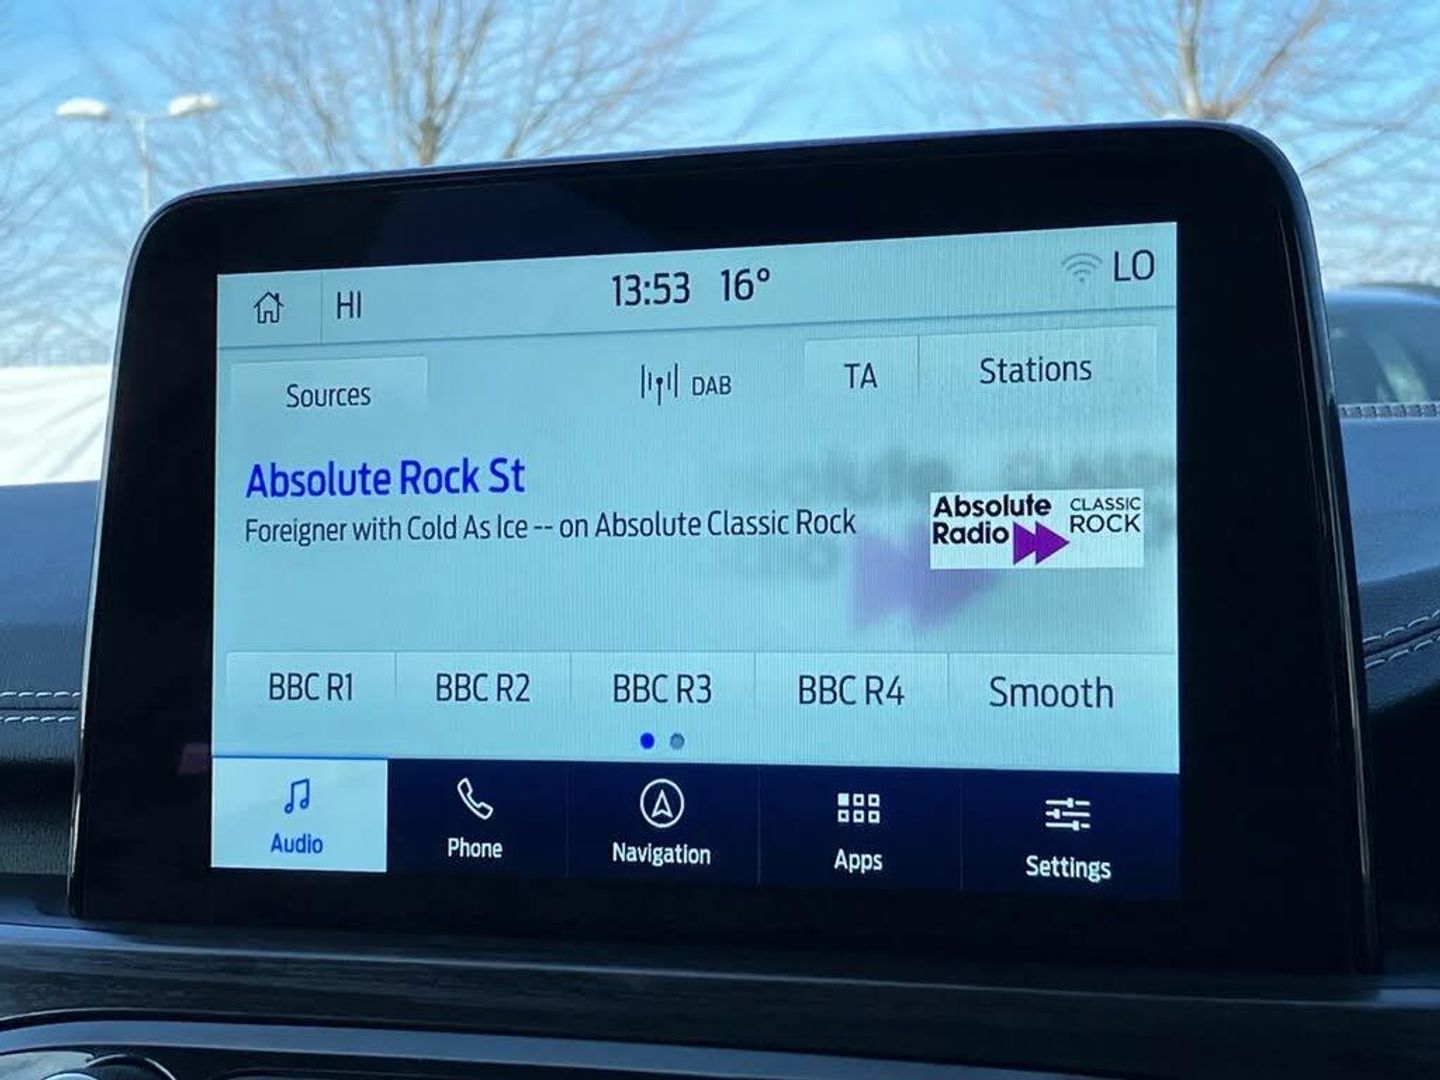 HI 13:53 16° LO
Sources DAB TA Stations
Absolute Rock St
Foreigner with Cold As Ice -- on Absolute Classic Rock
Absolute Radio CLASSIC ROCK
BBC R1 BBC R2 BBC R3 BBC R4 Smooth
Audio Phone Navigation Apps Settings